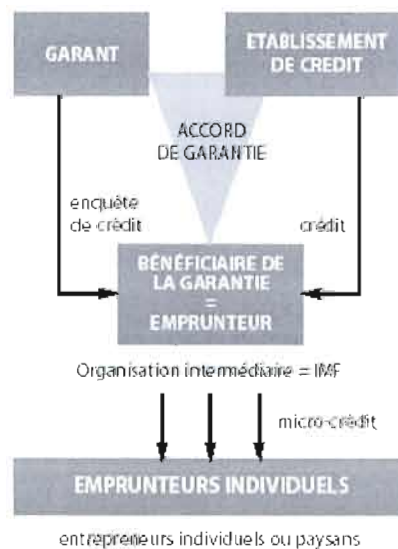 GARANT
ETABLISSEMENT
DE CREDIT
ACCORD
DE GARANTIE
enquête
de crédit
crédit
BÉNÉFICIAIRE DE
LA GARANTIE
=
EMPRUNTEUR
Organisation intermédiaire = IMF
micro-crédit
EMPRUNTEURS INDIVIDUELS
entrepreneurs individuels ou paysans